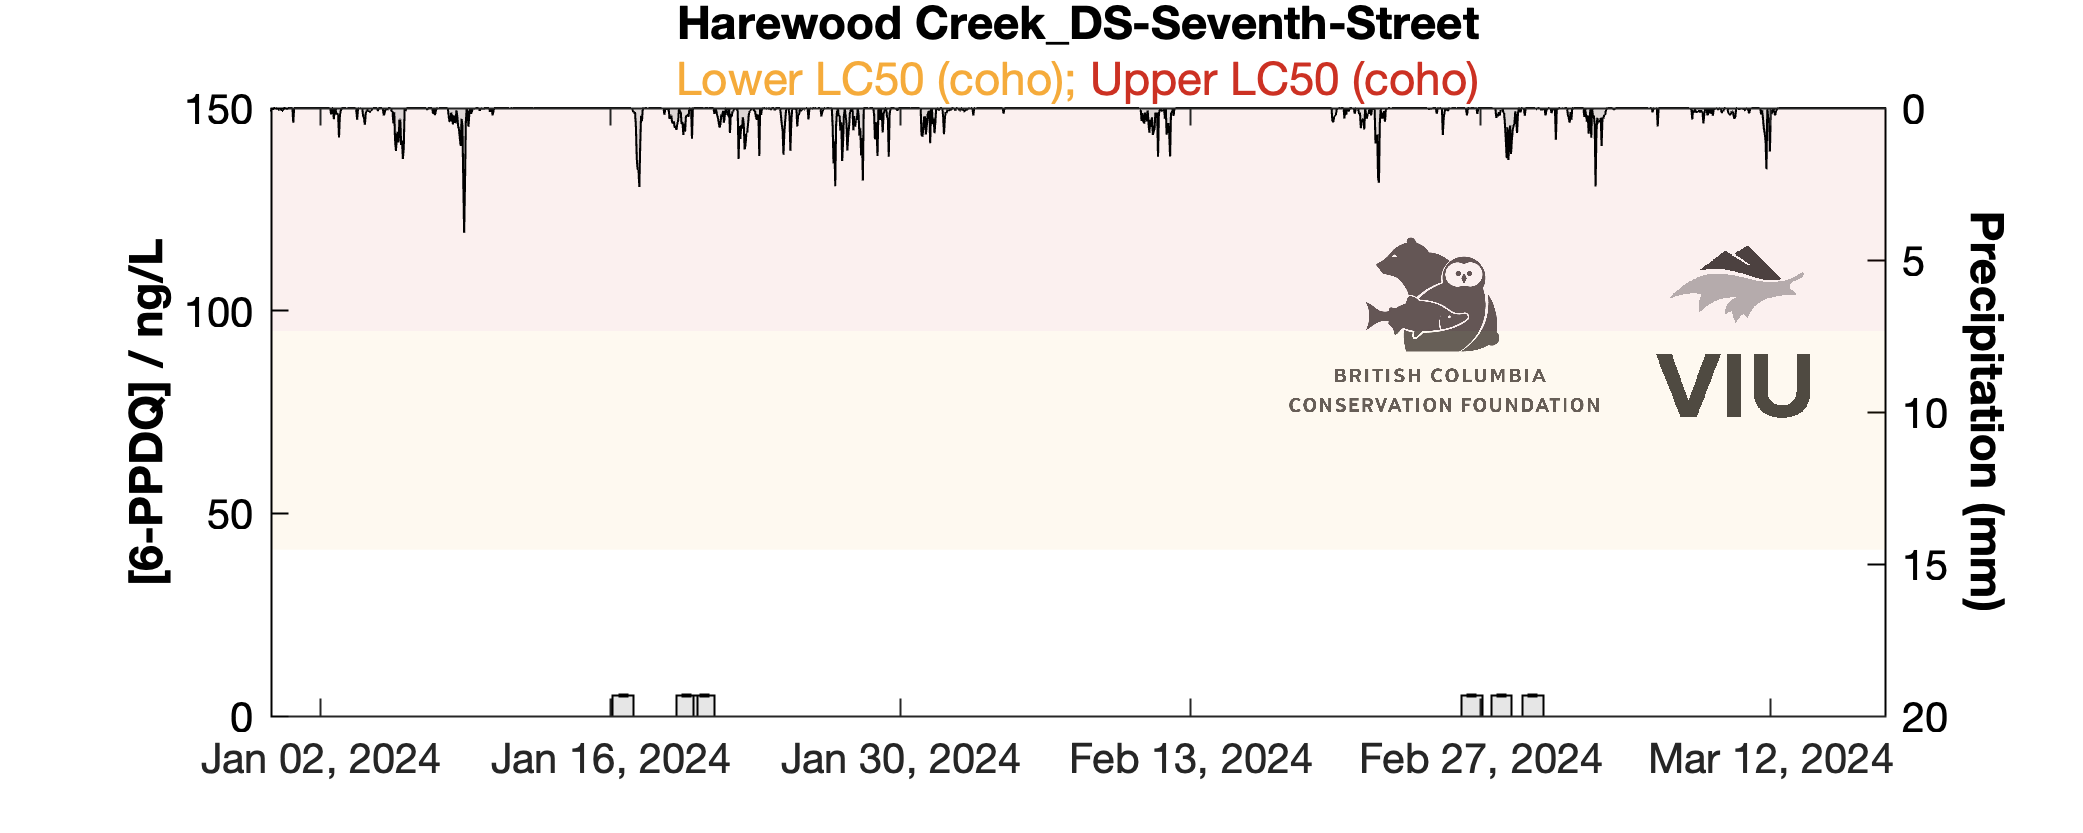 Harewood Creek_DS-Seventh-Street
Lower LC50 (coho); Upper LC50 (coho)
150
100
50
0
[6-PPDQ] / ng/L
0
5
10
15
20
Precipitation (mm)
BRITISH COLUMBIA
CONSERVATION FOUNDATION
VIU
Jan 02, 2024
Jan 16, 2024
Jan 30, 2024
Feb 13, 2024
Feb 27, 2024
Mar 12, 2024